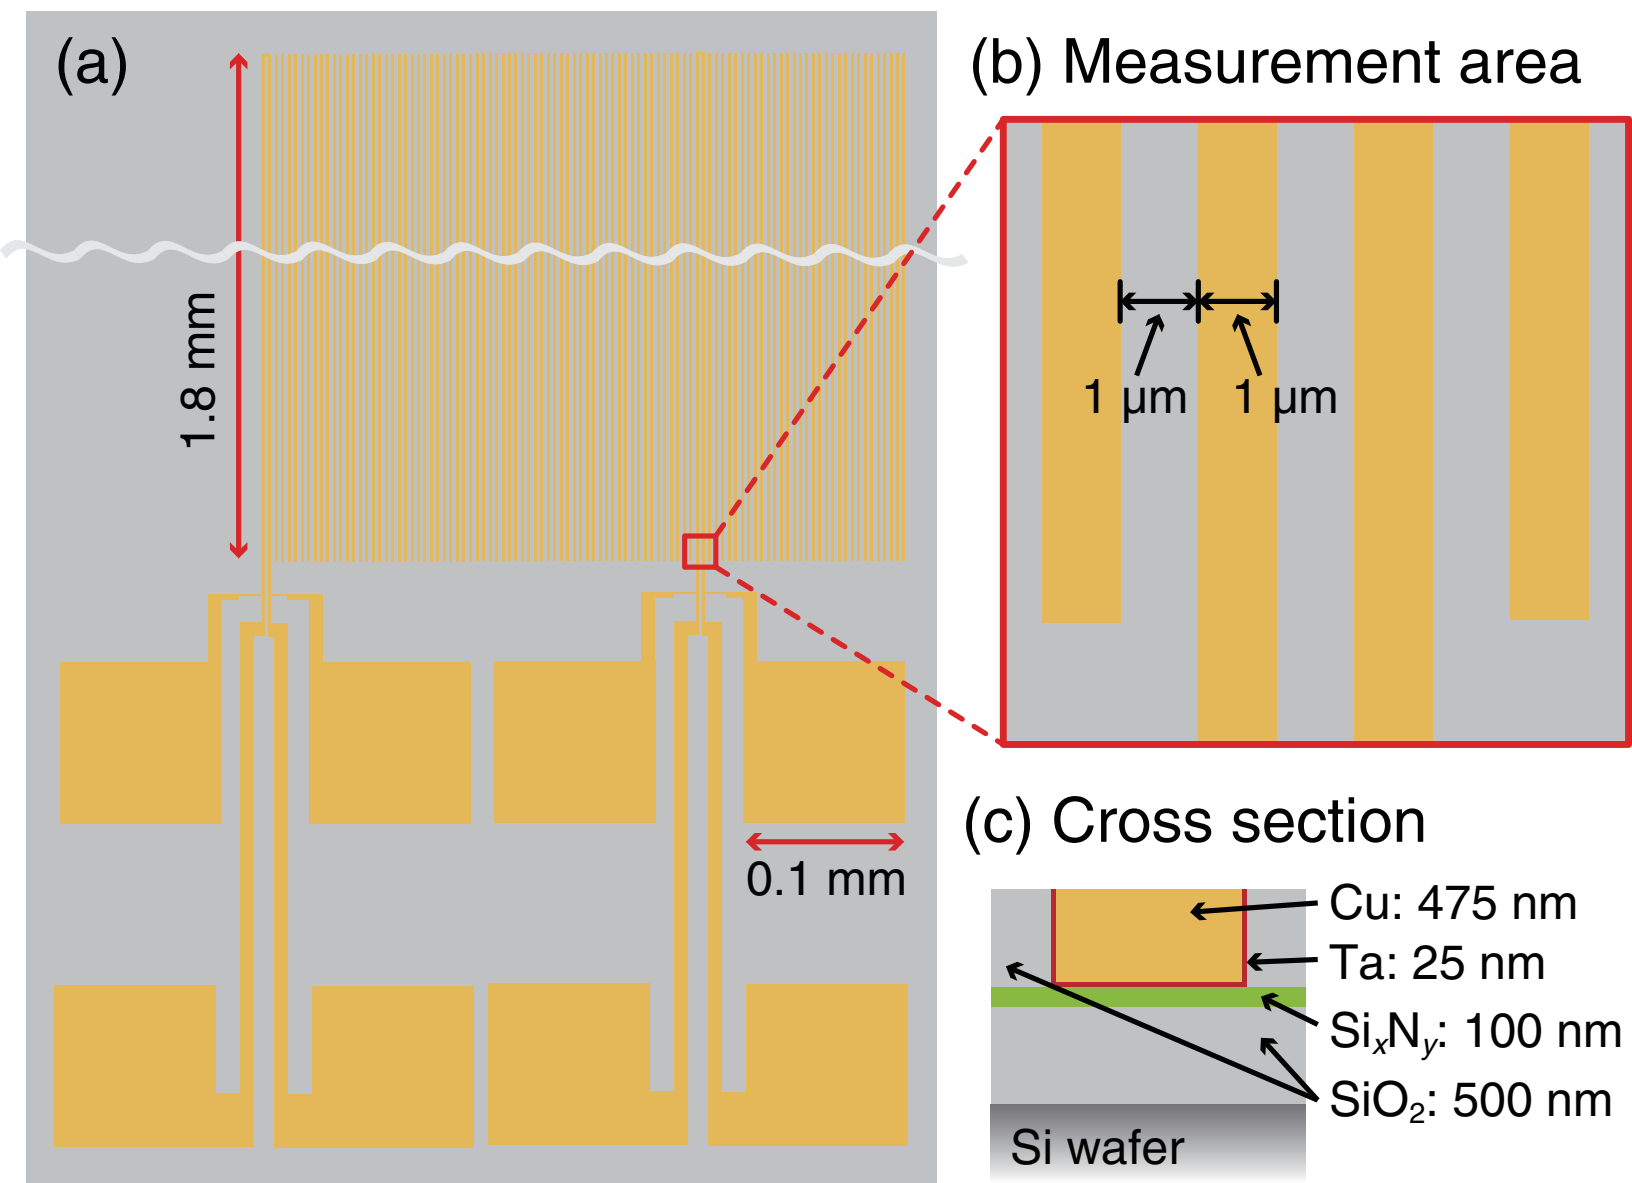 (a)
1.8 mm
0.1 mm
(b) Measurement area
1 µm
1 µm
(c) Cross section
Cu: 475 nm
Ta: 25 nm
SixNy: 100 nm
SiO2: 500 nm
Si wafer